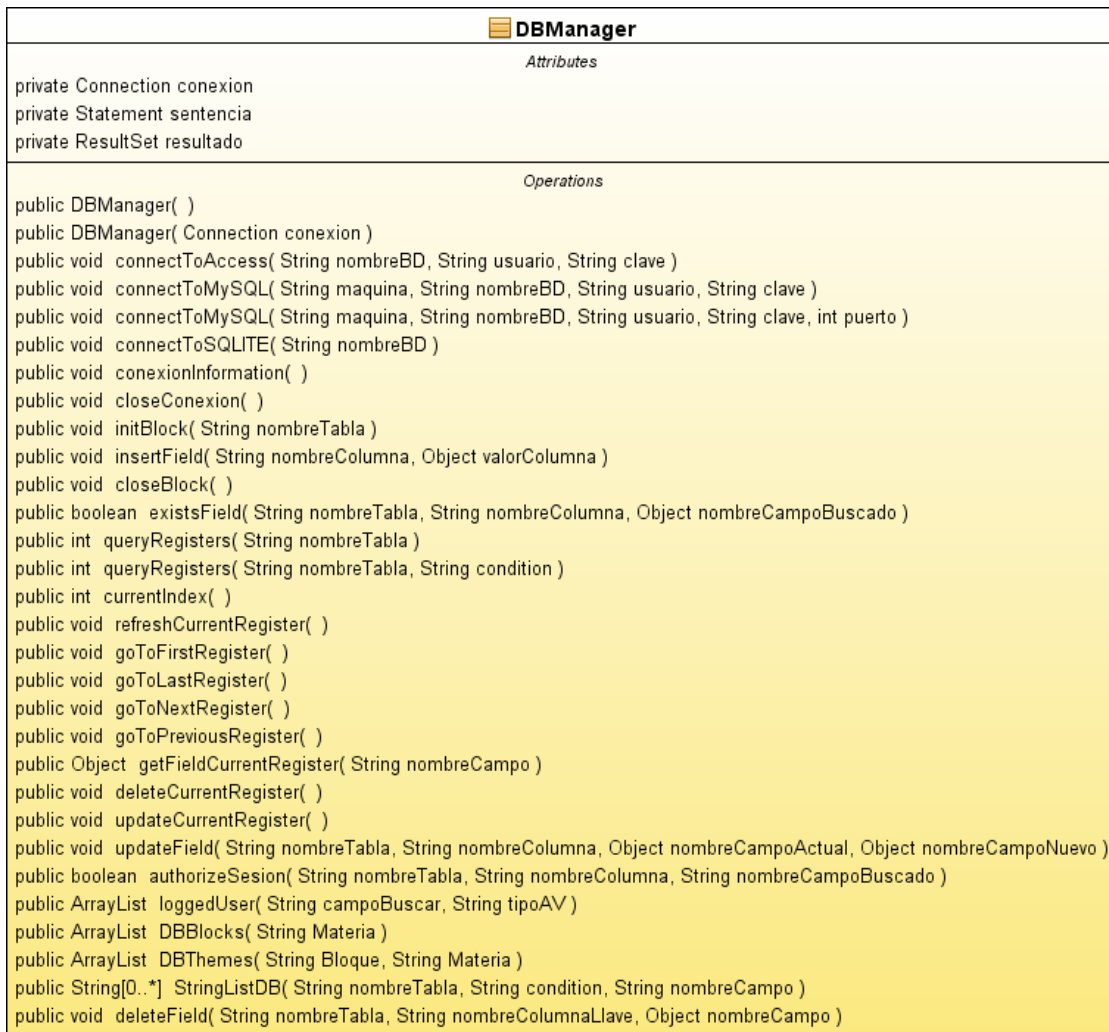 DBManager
Attributes
private Connection conexion
private Statement sentencia
private ResultSet resultado
Operations
public DBManager( )
public DBManager( Connection conexion )
public void connectToAccess( String nombreBD, String usuario, String clave )
public void connectToMySQL( String maquina, String nombreBD, String usuario, String clave )
public void connectToMySQL( String maquina, String nombreBD, String usuario, String clave, int puerto )
public void connectToSQLITE( String nombreBD )
public void conexionInformation( )
public void closeConexion( )
public void initBlock( String nombreTabla )
public void insertField( String nombreColumna, Object valorColumna )
public void closeBlock( )
public boolean existsField( String nombreTabla, String nombreColumna, Object nombreCampoBuscado )
public int queryRegisters( String nombreTabla )
public int queryRegisters( String nombreTabla, String condition )
public int currentIndex( )
public void refreshCurrentRegister( )
public void goToFirstRegister( )
public void goToLastRegister( )
public void goToNextRegister( )
public void goToPreviousRegister( )
public Object getFieldCurrentRegister( String nombreCampo )
public void deleteCurrentRegister( )
public void updateCurrentRegister( )
public void updateField( String nombreTabla, String nombreColumna, Object nombreCampoActual, Object nombreCampoNuevo )
public boolean authorizeSesion( String nombreTabla, String nombreColumna, String nombreCampoBuscado )
public ArrayList loggedUser( String campoBuscar, String tipoAV )
public ArrayList DBBlocks( String Materia )
public ArrayList DBThemes( String Bloque, String Materia )
public String[0..*] StringListDB( String nombreTabla, String condition, String nombreCampo )
public void deleteField( String nombreTabla, String nombreColumnaLlave, Object nombreCampo )